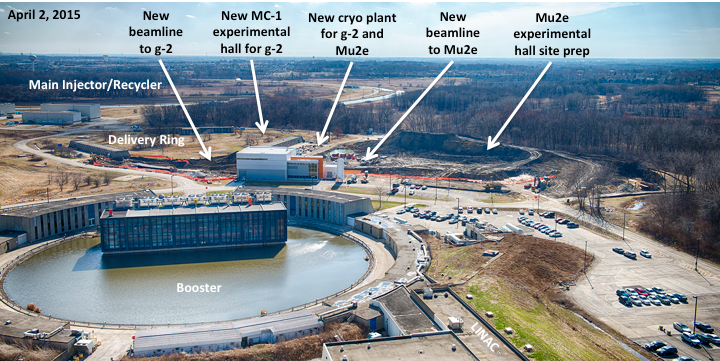 April 2, 2015
New
beamline
to g-2
New MC-1
experimental
hall for g-2
New cryo plant
for g-2 and
Mu2e
New
beamline
to Mu2e
Mu2e
experimental
hall site prep
Main Injector/Recycler
Delivery Ring
Booster
LINAC